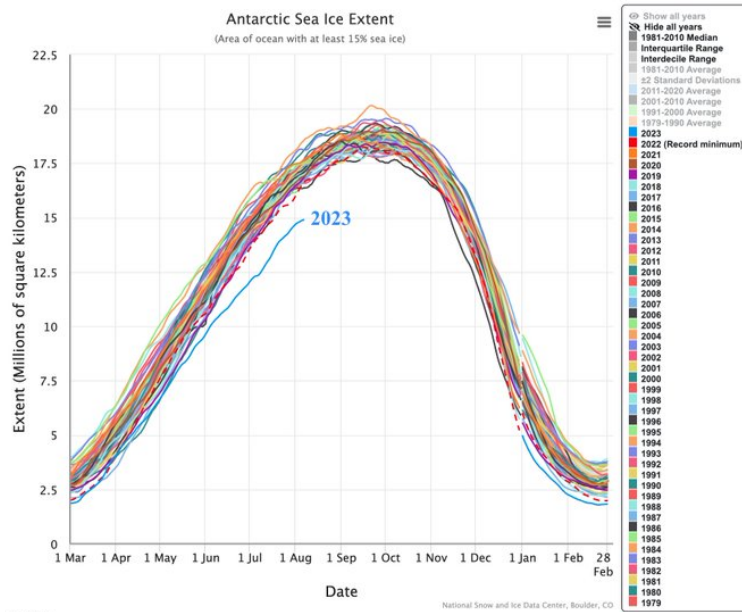 Antarctic Sea Ice Extent
(Area of ocean with at least 15% sea ice)
Extent (Millions of square kilometers)
22.5
20
17.5
15
12.5
10
7.5
5
2.5
0
2023
1 Mar
1 Apr
1 May
1 Jun
1 Jul
1 Aug
1 Sep
1 Oct
1 Nov
1 Dec
1 Jan
1 Feb
28
Feb
Date
National Snow and Ice Data Center, Boulder, CO
Show all years
Hide all years
1981-2010 Median
Interquartile Range
Interdecile Range
1981-2010 Average
±2 Standard Deviations
2011-2020 Average
2001-2010 Average
1991-2000 Average
1979-1990 Average
2023
2022 (Record minimum)
2021
2020
2019
2018
2017
2016
2015
2014
2013
2012
2011
2010
2009
2008
2007
2006
2005
2004
2003
2002
2001
2000
1999
1998
1997
1996
1995
1994
1993
1992
1991
1990
1989
1988
1987
1986
1985
1984
1983
1982
1981
1980
1979